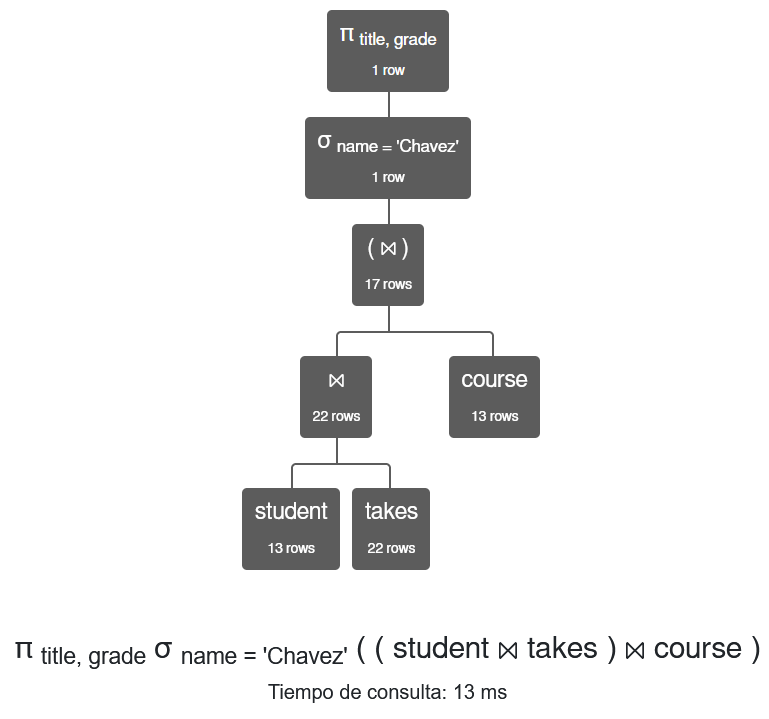 π title, grade
1 row
σ name = 'Chavez'
1 row
( ⋈ )
17 rows
⋈
22 rows
course
13 rows
student
13 rows
takes
22 rows
π title, grade σ name = 'Chavez' ( ( student ⋈ takes ) ⋈ course )
Tiempo de consulta: 13 ms